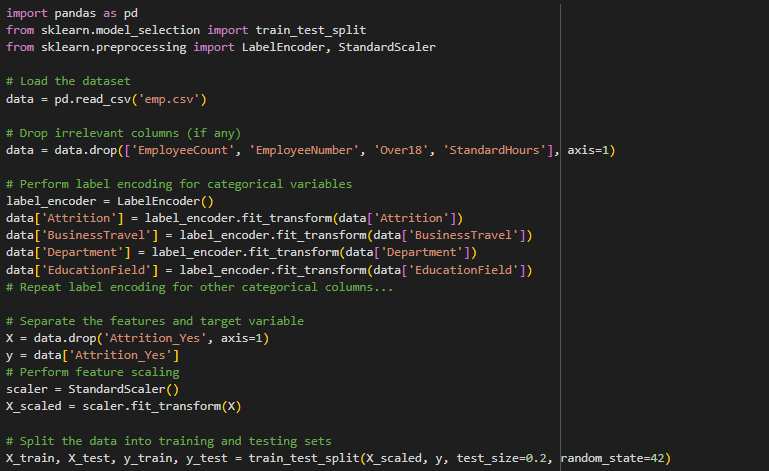 import pandas as pd
from sklearn.model_selection import train_test_split
from sklearn.preprocessing import LabelEncoder, StandardScaler

# Load the dataset
data = pd.read_csv('emp.csv')

# Drop irrelevant columns (if any)
data = data.drop(['EmployeeCount', 'EmployeeNumber', 'Over18', 'StandardHours'], axis=1)

# Perform label encoding for categorical variables
label_encoder = LabelEncoder()
data['Attrition'] = label_encoder.fit_transform(data['Attrition'])
data['BusinessTravel'] = label_encoder.fit_transform(data['BusinessTravel'])
data['Department'] = label_encoder.fit_transform(data['Department'])
data['EducationField'] = label_encoder.fit_transform(data['EducationField'])
# Repeat label encoding for other categorical columns...

# Separate the features and target variable
X = data.drop('Attrition_Yes', axis=1)
y = data['Attrition_Yes']
# Perform feature scaling
scaler = StandardScaler()
X_scaled = scaler.fit_transform(X)

# Split the data into training and testing sets
X_train, X_test, y_train, y_test = train_test_split(X_scaled, y, test_size=0.2, random_state=42)